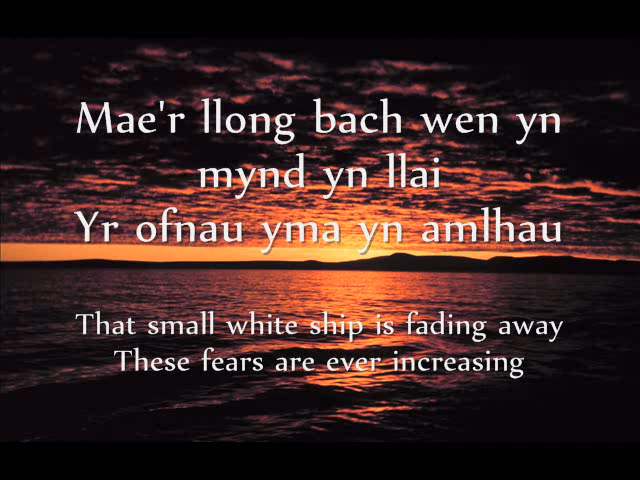 Mae'r llong bach wen yn
mynd yn llai
Yr ofnau yma yn amlhau
That small white ship is fading away
These fears are ever increasing